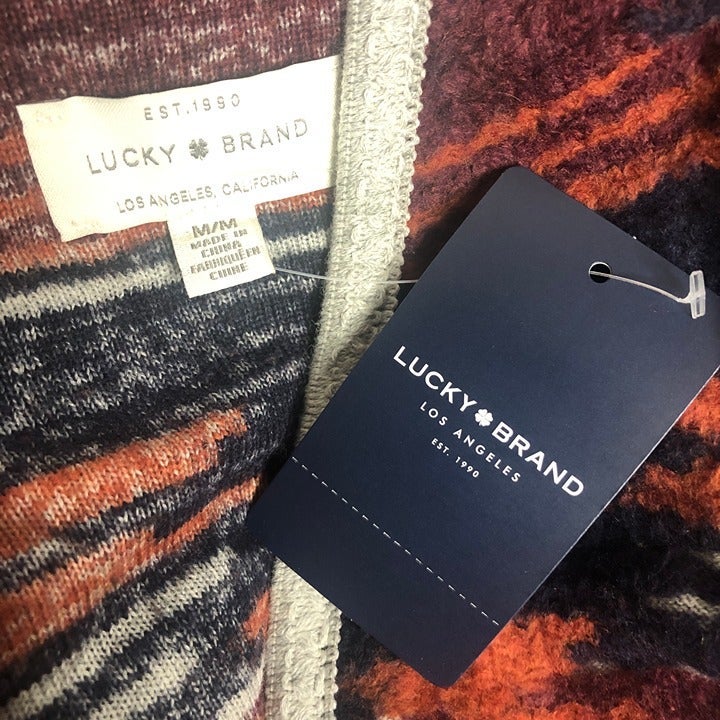 EST. 1990
LUCKY BRAND
LOS ANGELES, CALIFORNIA
M/M
MADE IN
CHINA
FABRIQUÉ EN
CHINE
LUCKY BRAND
LOS ANGELES
EST. 1990